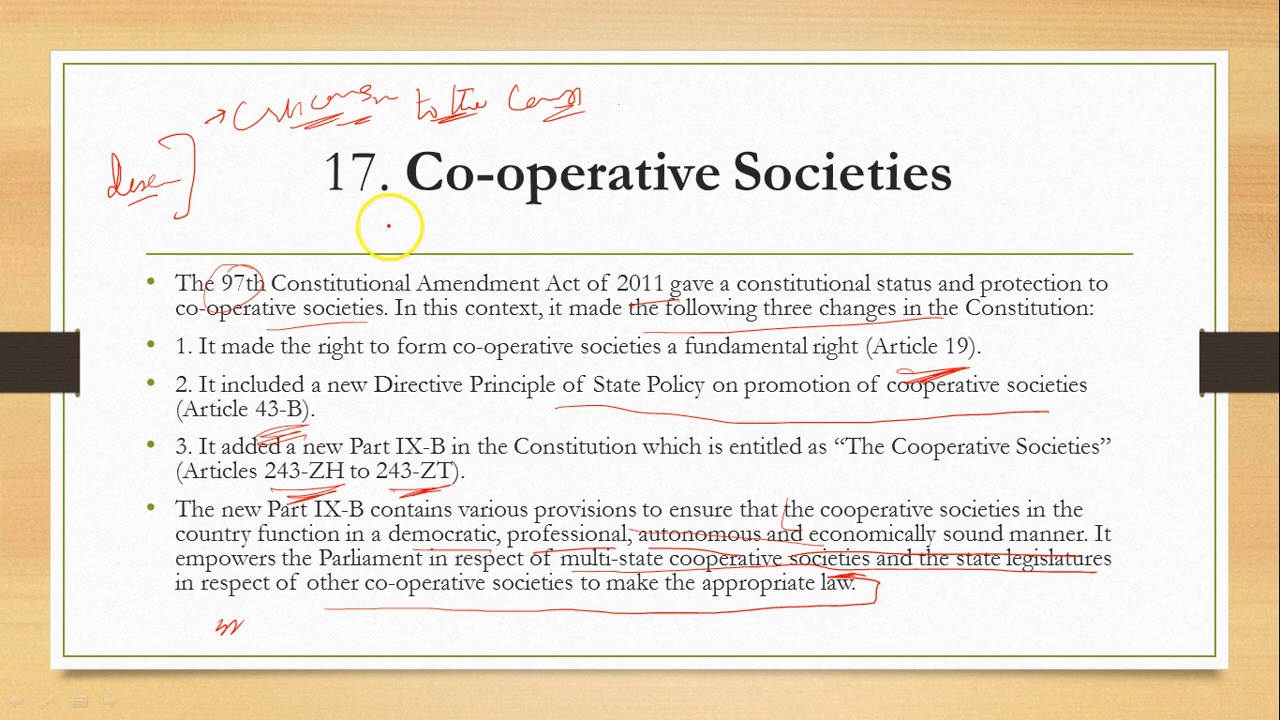 to the
17. Co-operative Societies
• The 97th Constitutional Amendment Act of 2011 gave a constitutional status and protection to
co-operative societies. In this context, it made the following three changes in the Constitution:
• 1. It made the right to form co-operative societies a fundamental right (Article 19).
• 2. It included a new Directive Principle of State Policy on promotion of cooperative societies
(Article 43-B).
• 3. It added a new Part IX-B in the Constitution which is entitled as “The Cooperative Societies”
(Articles 243-ZH to 243-ZT).
• The new Part IX-B contains various provisions to ensure that the cooperative societies in the
country function in a democratic, professional, autonomous and economically sound manner. It
empowers the Parliament in respect of multi-state cooperative societies and the state legislatures
in respect of other co-operative societies to make the appropriate law.